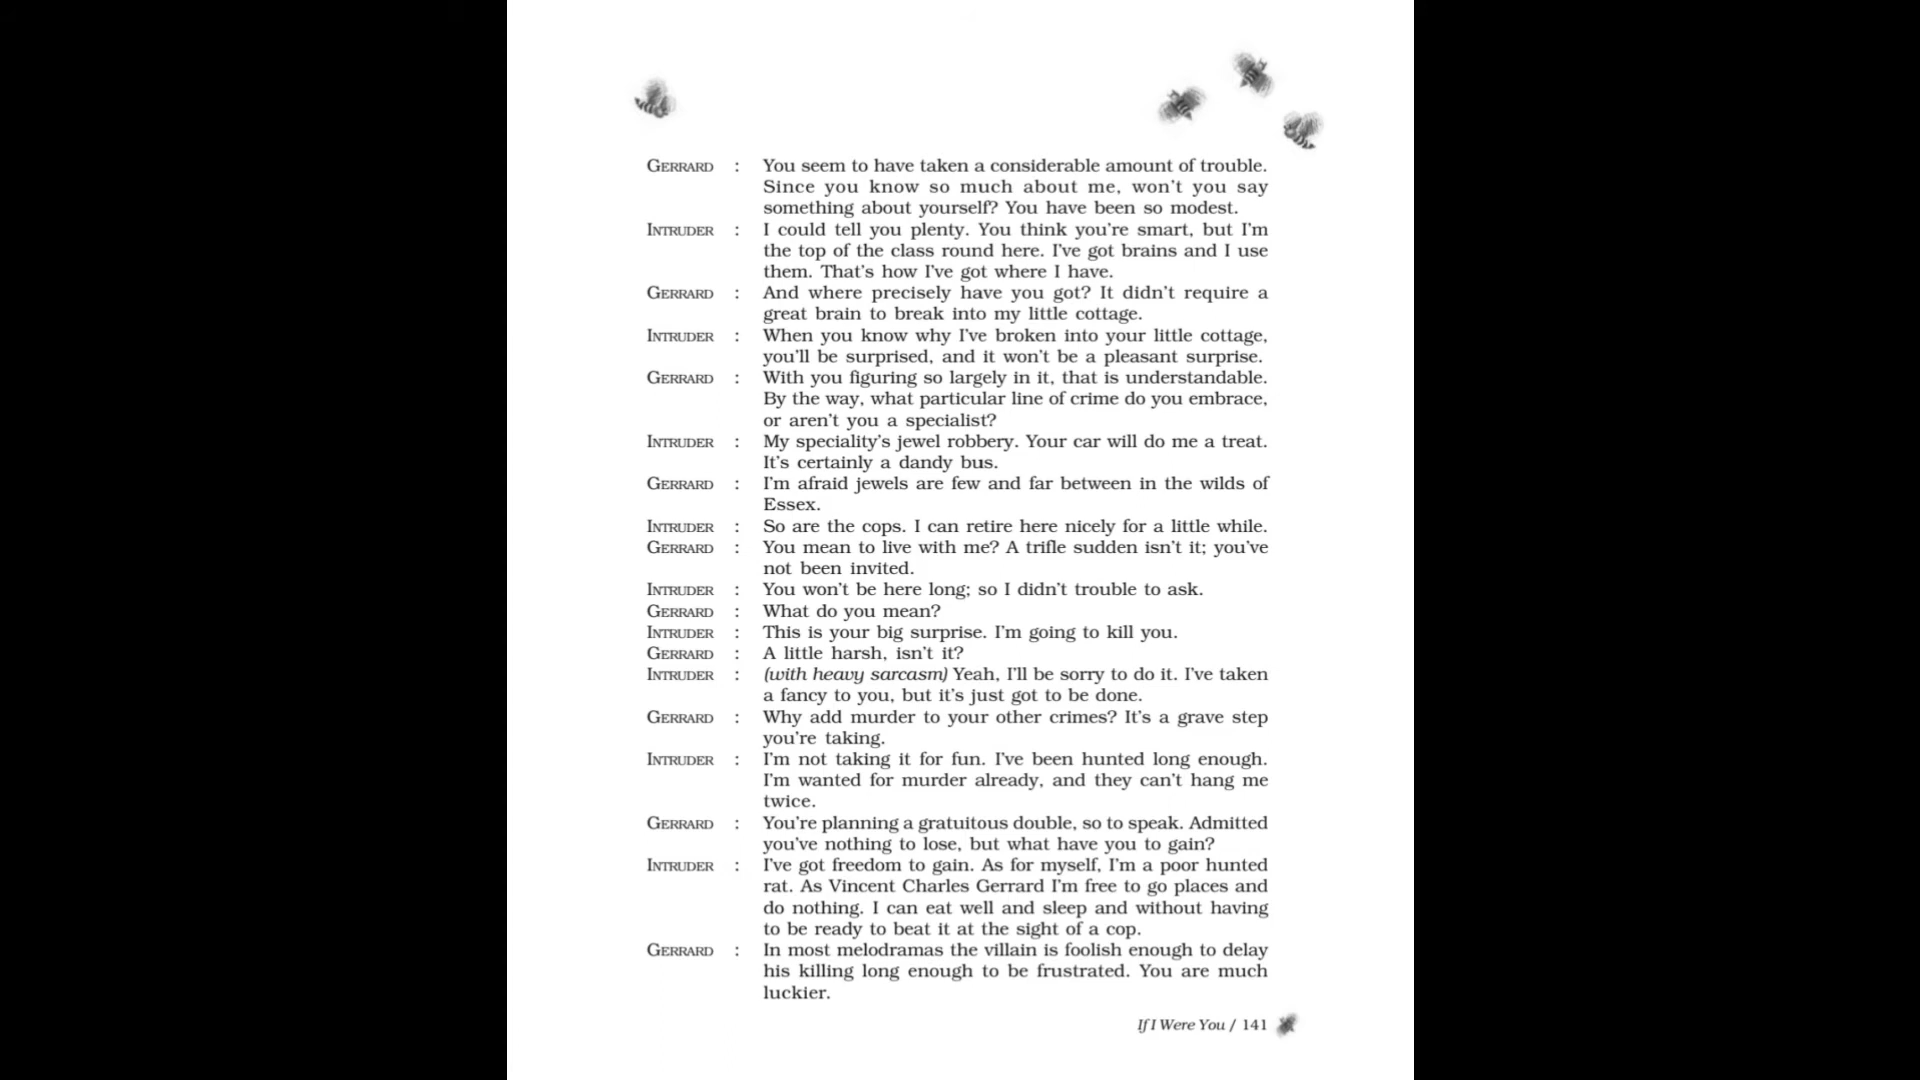 GERRARD : You seem to have taken a considerable amount of trouble.
Since you know so much about me, won't you say
something about yourself? You have been so modest.
INTRUDER : I could tell you plenty. You think you're smart, but I'm
the top of the class round here. I've got brains and I use
them. That's how I've got where I have.
GERRARD : And where precisely have you got? It didn't require a
great brain to break into my little cottage.
INTRUDER : When you know why I've broken into your little cottage,
you'll be surprised, and it won't be a pleasant surprise.
GERRARD : With you figuring so largely in it, that is understandable.
By the way, what particular line of crime do you embrace,
or aren't you a specialist?
INTRUDER : My speciality's jewel robbery. Your car will do me a treat.
It's certainly a dandy bus.
GERRARD : I'm afraid jewels are few and far between in the wilds of
Essex.
INTRUDER : So are the cops. I can retire here nicely for a little while.
GERRARD : You mean to live with me? A trifle sudden isn't it; you've
not been invited.
INTRUDER : You won't be here long; so I didn't trouble to ask.
GERRARD : What do you mean?
INTRUDER : This is your big surprise. I'm going to kill you.
GERRARD : A little harsh, isn't it?
INTRUDER : (with heavy sarcasm) Yeah, I'll be sorry to do it. I've taken
a fancy to you, but it's just got to be done.
GERRARD : Why add murder to your other crimes? It's a grave step
you're taking.
INTRUDER : I'm not taking it for fun. I've been hunted long enough.
I'm wanted for murder already, and they can't hang me
twice.
GERRARD : You're planning a gratuitous double, so to speak. Admitted
you've nothing to lose, but what have you to gain?
INTRUDER : I've got freedom to gain. As for myself, I'm a poor hunted
rat. As Vincent Charles Gerrard I'm free to go places and
do nothing. I can eat well and sleep and without having
to be ready to beat it at the sight of a cop.
GERRARD : In most melodramas the villain is foolish enough to delay
his killing long enough to be frustrated. You are much
luckier.
If I Were You / 141